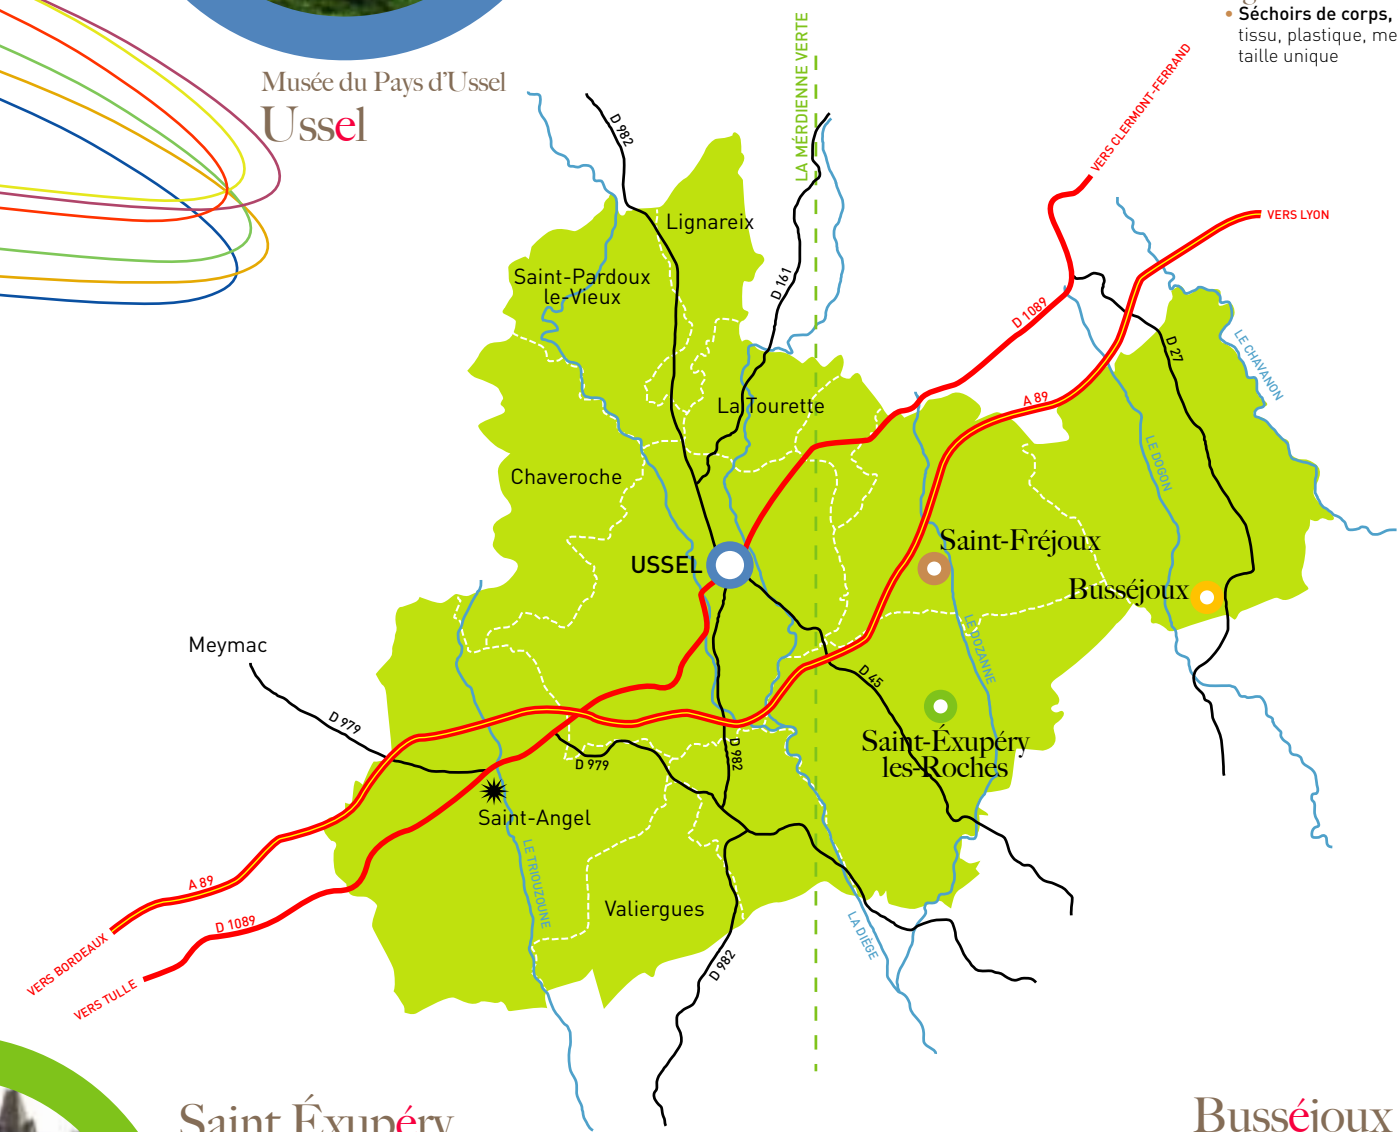 • Séchoirs de corps,
tissu, plastique, me
taille unique
Musée du Pays d'Ussel
Ussel
LA MÉRDIENNE VERTE
VERS CLERMONT-FERRAND
VERS LYON
D 982
Lignareix
Saint-Pardoux
le-Vieux
D 161
D 1089
D 27
LE CHAVANON
A 89
La Tourette
LE DOGON
Chaveroche
Saint-Fréjoux
USSEL
Busséjoux
LE DOZANNE
Meymac
D 45
D 979
D 982
D 979
Saint-Éxupéry
les-Roches
Saint-Angel
LE TRIOUZOUNE
A 89
D 1089
Valiergues
LA DIÈGE
D 982
VERS BORDEAUX
VERS TULLE
Saint Éxupéry
Busséjoux